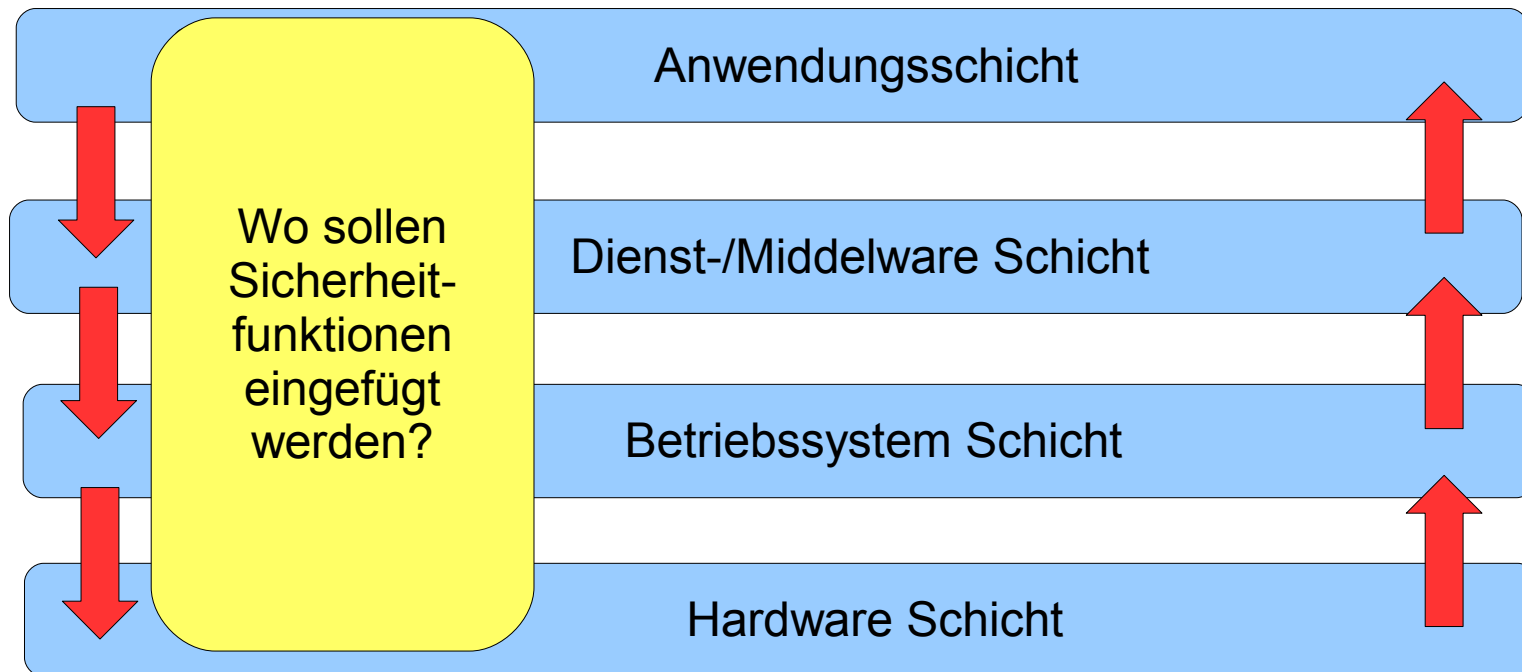 Anwendungsschicht
Wo sollen
Sicherheit-
funktionen
eingefügt
werden?
Dienst-/Middelware Schicht
Betriebssystem Schicht
Hardware Schicht